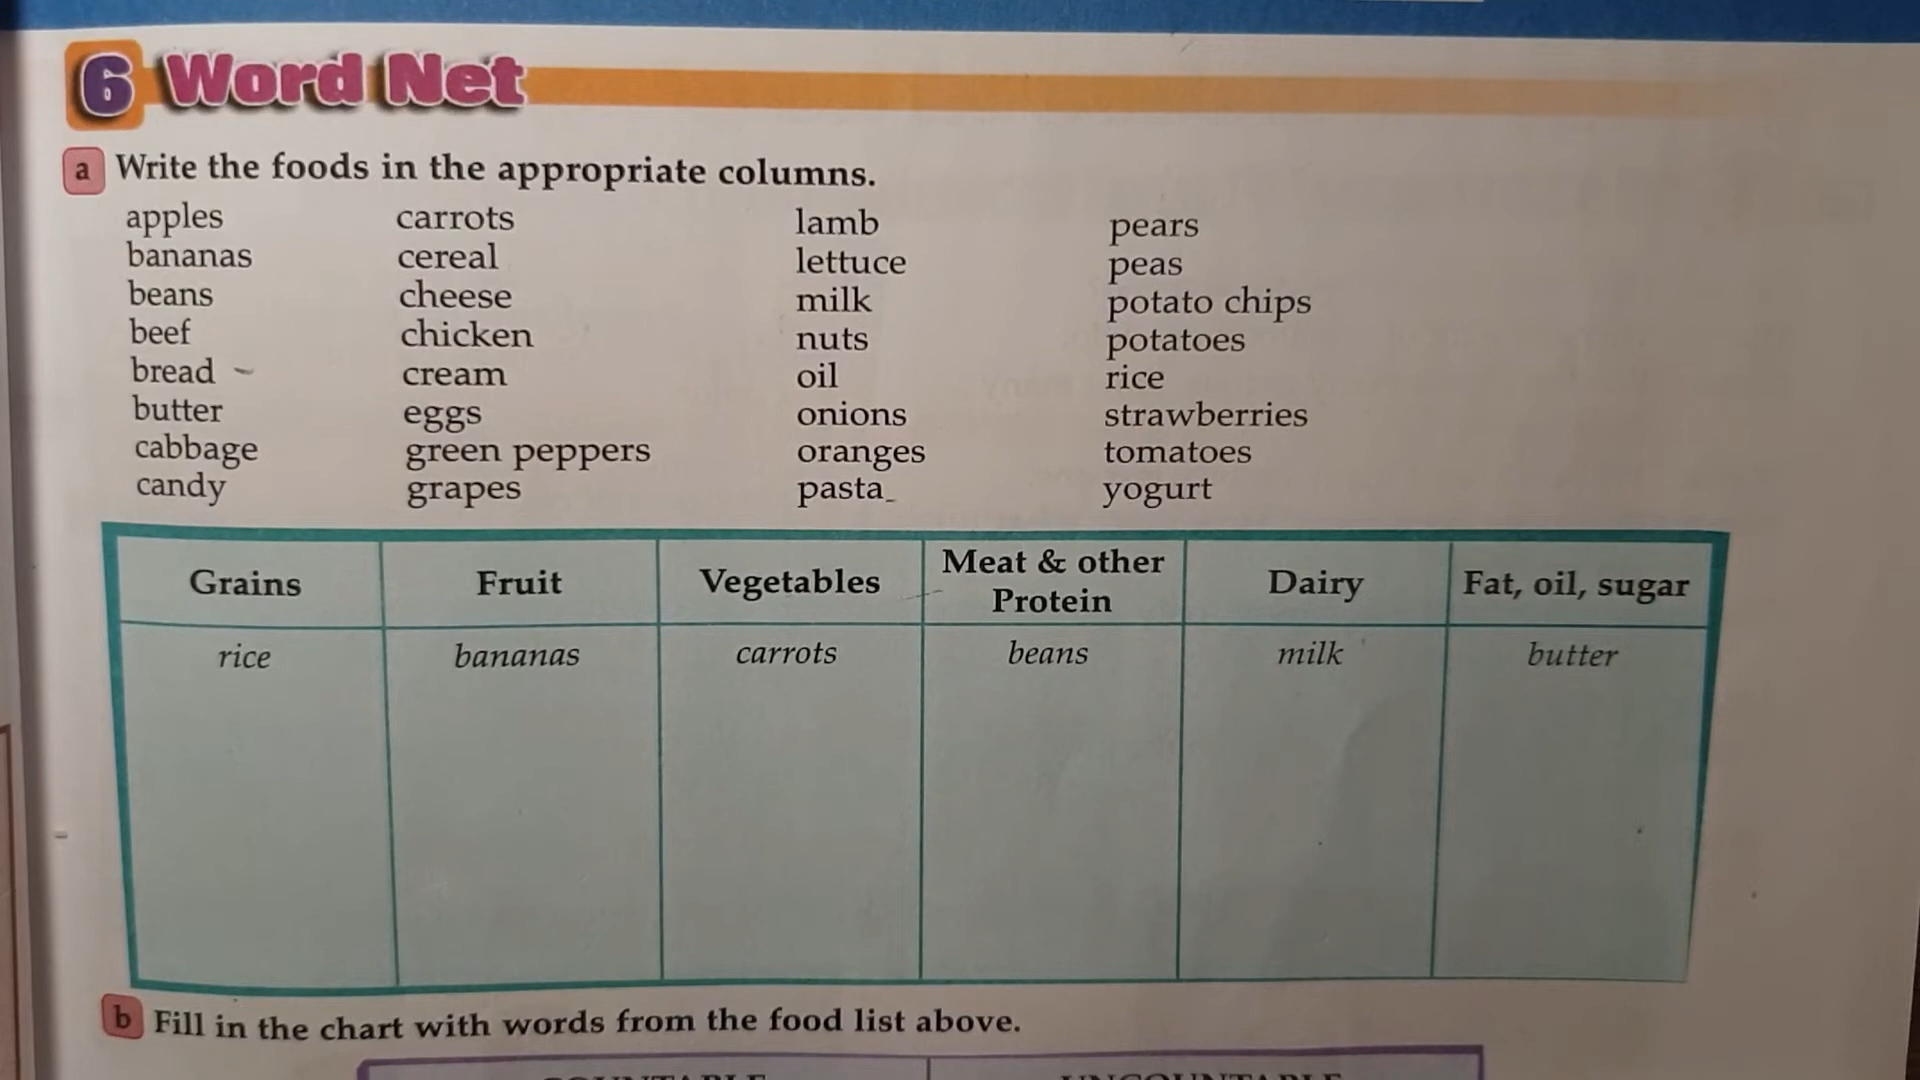 6 Word Net
a Write the foods in the appropriate columns.
apples
bananas
beans
beef
bread
butter
cabbage
candy
carrots
cereal
cheese
chicken
cream
eggs
green peppers
grapes
lamb
lettuce
milk
nuts
oil
onions
oranges
pasta
pears
peas
potato chips
potatoes
rice
strawberries
tomatoes
yogurt
Grains Fruit Vegetables Meat & other Protein Dairy Fat, oil, sugar
rice bananas carrots beans milk butter
b Fill in the chart with words from the food list above.
COUNTABLE UNCOUNTABLE